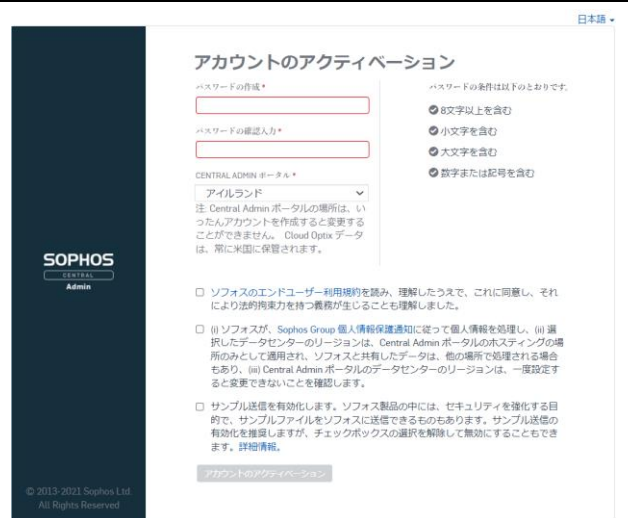 日本語
アカウントのアクティベーション
パスワードの作成*
パスワードの確認入力*
CENTRAL ADMIN ポータル*
アイルランド
注: Central Admin ポータルの場所は、い
ったんアカウントを作成すると変更する
ことができません。 Cloud Optix データ
は、常に米国に保管されます。
パスワードの条件は以下のとおりです.
8文字以上を含む
小文字を含む
大文字を含む
数字または記号を含む
SOPHOS
CENTRAL
Admin
ソフォスのエンドユーザー利用規約を読み、理解したうえで、これに同意し、それ
により法的拘束力を持つ義務が生じることも理解しました。
(i) ソフォスが、Sophos Group 個人情報保護通知に従って個人情報を処理し、(ii) 選
択したデータセンターのリージョンは、Central Admin ポータルのホスティングの場
所のみとして適用され、ソフォスと共有したデータは、他の場所で処理される場合
もあり、(iii) Central Admin ポータルのデータセンターのリージョンは、一度設定す
ると変更できないことを確認します。
サンプル送信を有効化します。ソフォス製品の中には、セキュリティを強化する目
的で、サンプルファイルをソフォスに送信できるものもあります。サンプル送信の
有効化を推奨しますが、チェックボックスの選択を解除して無効にすることもでき
ます。詳細情報。
アカウントのアクティベーション
© 2013-2021 Sophos Ltd.
All Rights Reserved